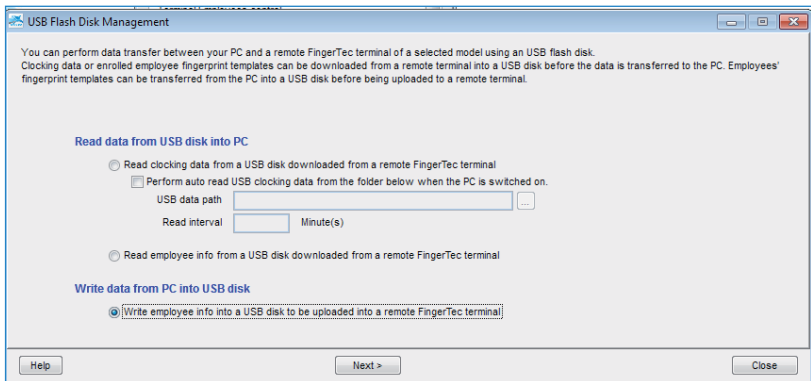 USB Flash Disk Management
You can perform data transfer between your PC and a remote FingerTec terminal of a selected model using an USB flash disk.
Clocking data or enrolled employee fingerprint templates can be downloaded from a remote terminal into a USB disk before the data is transferred to the PC. Employees'
fingerprint templates can be transferred from the PC into a USB disk before being uploaded to a remote terminal.
Read data from USB disk into PC
Read clocking data from a USB disk downloaded from a remote FingerTec terminal
Perform auto read USB clocking data from the folder below when the PC is switched on.
USB data path ...
Read interval Minute(s)
Read employee info from a USB disk downloaded from a remote FingerTec terminal
Write data from PC into USB disk
Write employee info into a USB disk to be uploaded into a remote FingerTec terminal
Help Next > Close